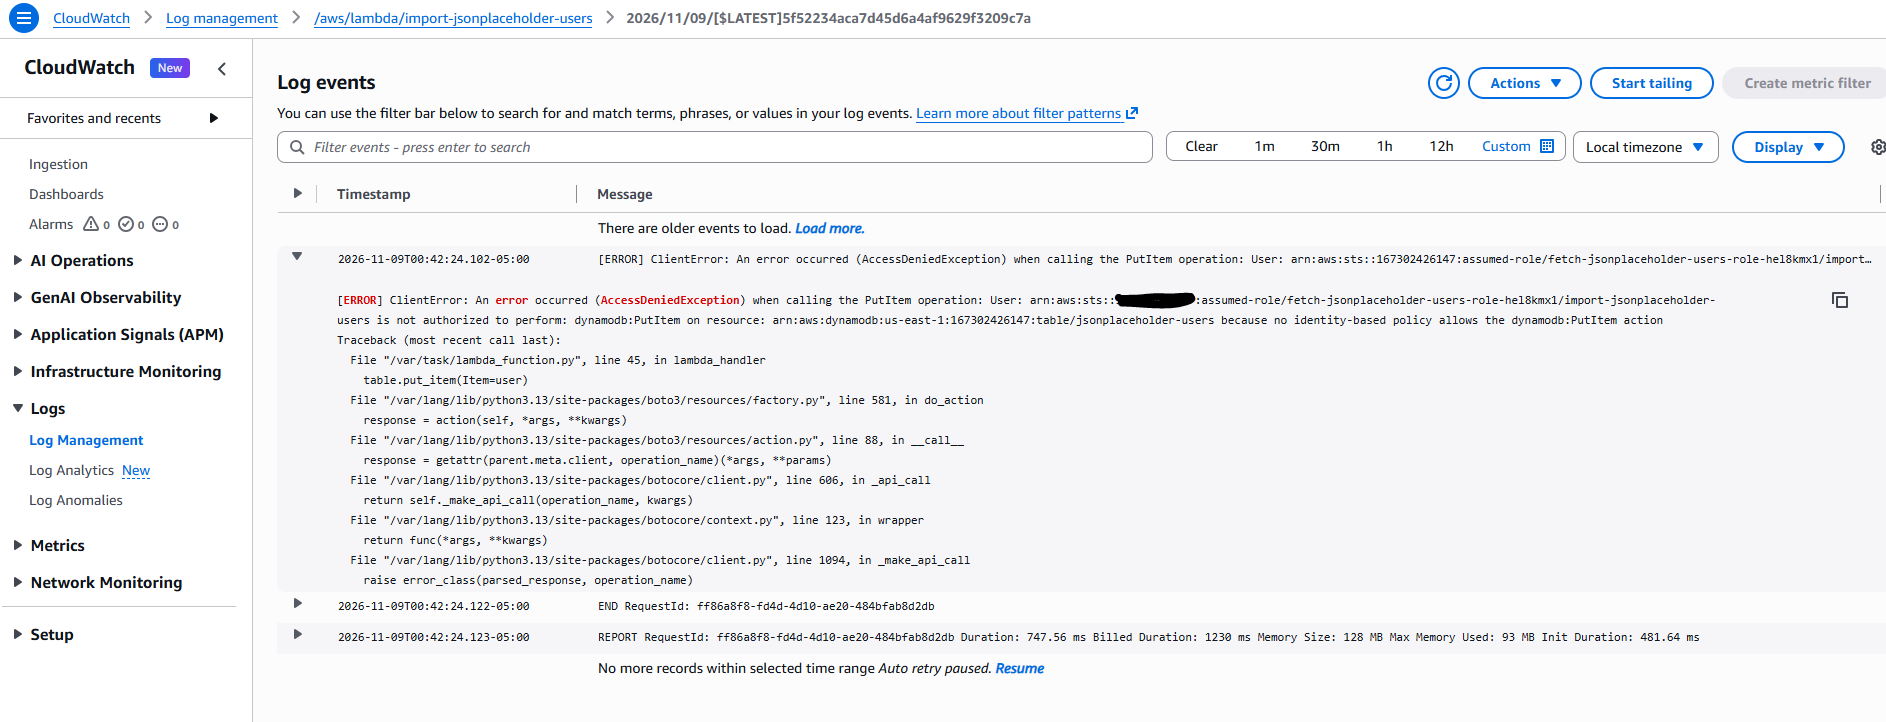 CloudWatch
Log management
/aws/lambda/import-jsonplaceholder-users
2026/11/09/[$LATEST]5f52234aca7d45d6a4af9629f3209c7a
CloudWatch
New
Favorites and recents
Ingestion
Dashboards
Alarms 0 0 0
AI Operations
GenAI Observability
Application Signals (APM)
Infrastructure Monitoring
Logs
Log Management
Log Analytics New
Log Anomalies
Metrics
Network Monitoring
Setup
Log events
Actions
Start tailing
Create metric filter
You can use the filter bar below to search for and match terms, phrases, or values in your log events. Learn more about filter patterns
Filter events - press enter to search
Clear 1m 30m 1h 12h Custom
Local timezone
Display
Timestamp Message
There are older events to load. Load more.
2026-11-09T00:42:24.102-05:00 [ERROR] ClientError: An error occurred (AccessDeniedException) when calling the PutItem operation: User: arn:aws:sts::167302426147:assumed-role/fetch-jsonplaceholder-users-role-hel8kmx1/import…
[ERROR] ClientError: An error occurred (AccessDeniedException) when calling the PutItem operation: User: arn:aws:sts:: :assumed-role/fetch-jsonplaceholder-users-role-hel8kmx1/import-jsonplaceholder-
users is not authorized to perform: dynamodb:PutItem on resource: arn:aws:dynamodb:us-east-1:167302426147:table/jsonplaceholder-users because no identity-based policy allows the dynamodb:PutItem action
Traceback (most recent call last):
File "/var/task/lambda_function.py", line 45, in lambda_handler
table.put_item(Item=user)
File "/var/lang/lib/python3.13/site-packages/boto3/resources/factory.py", line 581, in do_action
response = action(self, *args, **kwargs)
File "/var/lang/lib/python3.13/site-packages/boto3/resources/action.py", line 88, in __call__
response = getattr(parent.meta.client, operation_name)(*args, **params)
File "/var/lang/lib/python3.13/site-packages/botocore/client.py", line 606, in _api_call
return self._make_api_call(operation_name, kwargs)
File "/var/lang/lib/python3.13/site-packages/botocore/context.py", line 123, in wrapper
return func(*args, **kwargs)
File "/var/lang/lib/python3.13/site-packages/botocore/client.py", line 1094, in _make_api_call
raise error_class(parsed_response, operation_name)
2026-11-09T00:42:24.122-05:00 END RequestId: ff86a8f8-fd4d-4d10-ae20-484bfab8d2db
2026-11-09T00:42:24.123-05:00 REPORT RequestId: ff86a8f8-fd4d-4d10-ae20-484bfab8d2db Duration: 747.56 ms Billed Duration: 1230 ms Memory Size: 128 MB Max Memory Used: 93 MB Init Duration: 481.64 ms
No more records within selected time range Auto retry paused. Resume